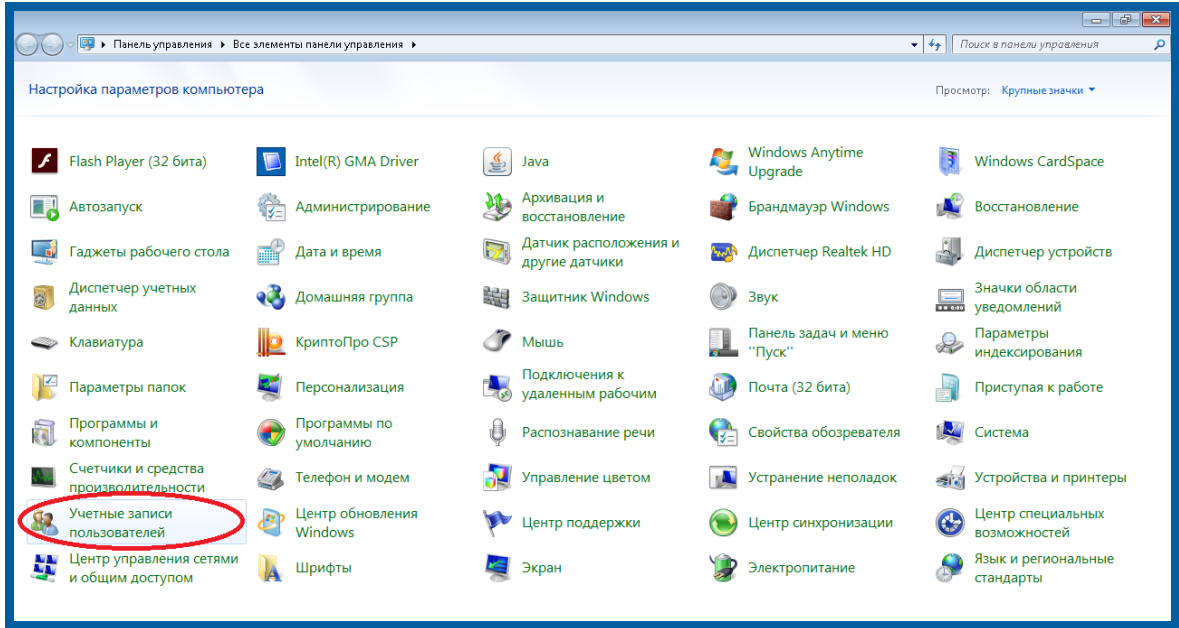 Панель управления ▸ Все элементы панели управления ▸
Поиск в панели управления
Настройка параметров компьютера
Просмотр: Крупные значки
Flash Player (32 бита)
Intel(R) GMA Driver
Java
Windows Anytime
Upgrade
Windows CardSpace
Автозапуск
Администрирование
Архивация и
восстановление
Брандмауэр Windows
Восстановление
Гаджеты рабочего стола
Дата и время
Датчик расположения и
другие датчики
Диспетчер Realtek HD
Диспетчер устройств
Диспетчер учетных
данных
Домашняя группа
Защитник Windows
Звук
Значки области
уведомлений
Клавиатура
КриптоПро CSP
Мышь
Панель задач и меню
''Пуск''
Параметры
индексирования
Параметры папок
Персонализация
Подключения к
удаленным рабочим
Почта (32 бита)
Приступая к работе
Программы и
компоненты
Программы по
умолчанию
Распознавание речи
Свойства обозревателя
Система
Счетчики и средства
производительности
Телефон и модем
Управление цветом
Устранение неполадок
Устройства и принтеры
Учетные записи
пользователей
Центр обновления
Windows
Центр поддержки
Центр синхронизации
Центр специальных
возможностей
Центр управления сетями
и общим доступом
Шрифты
Экран
Электропитание
Язык и региональные
стандарты